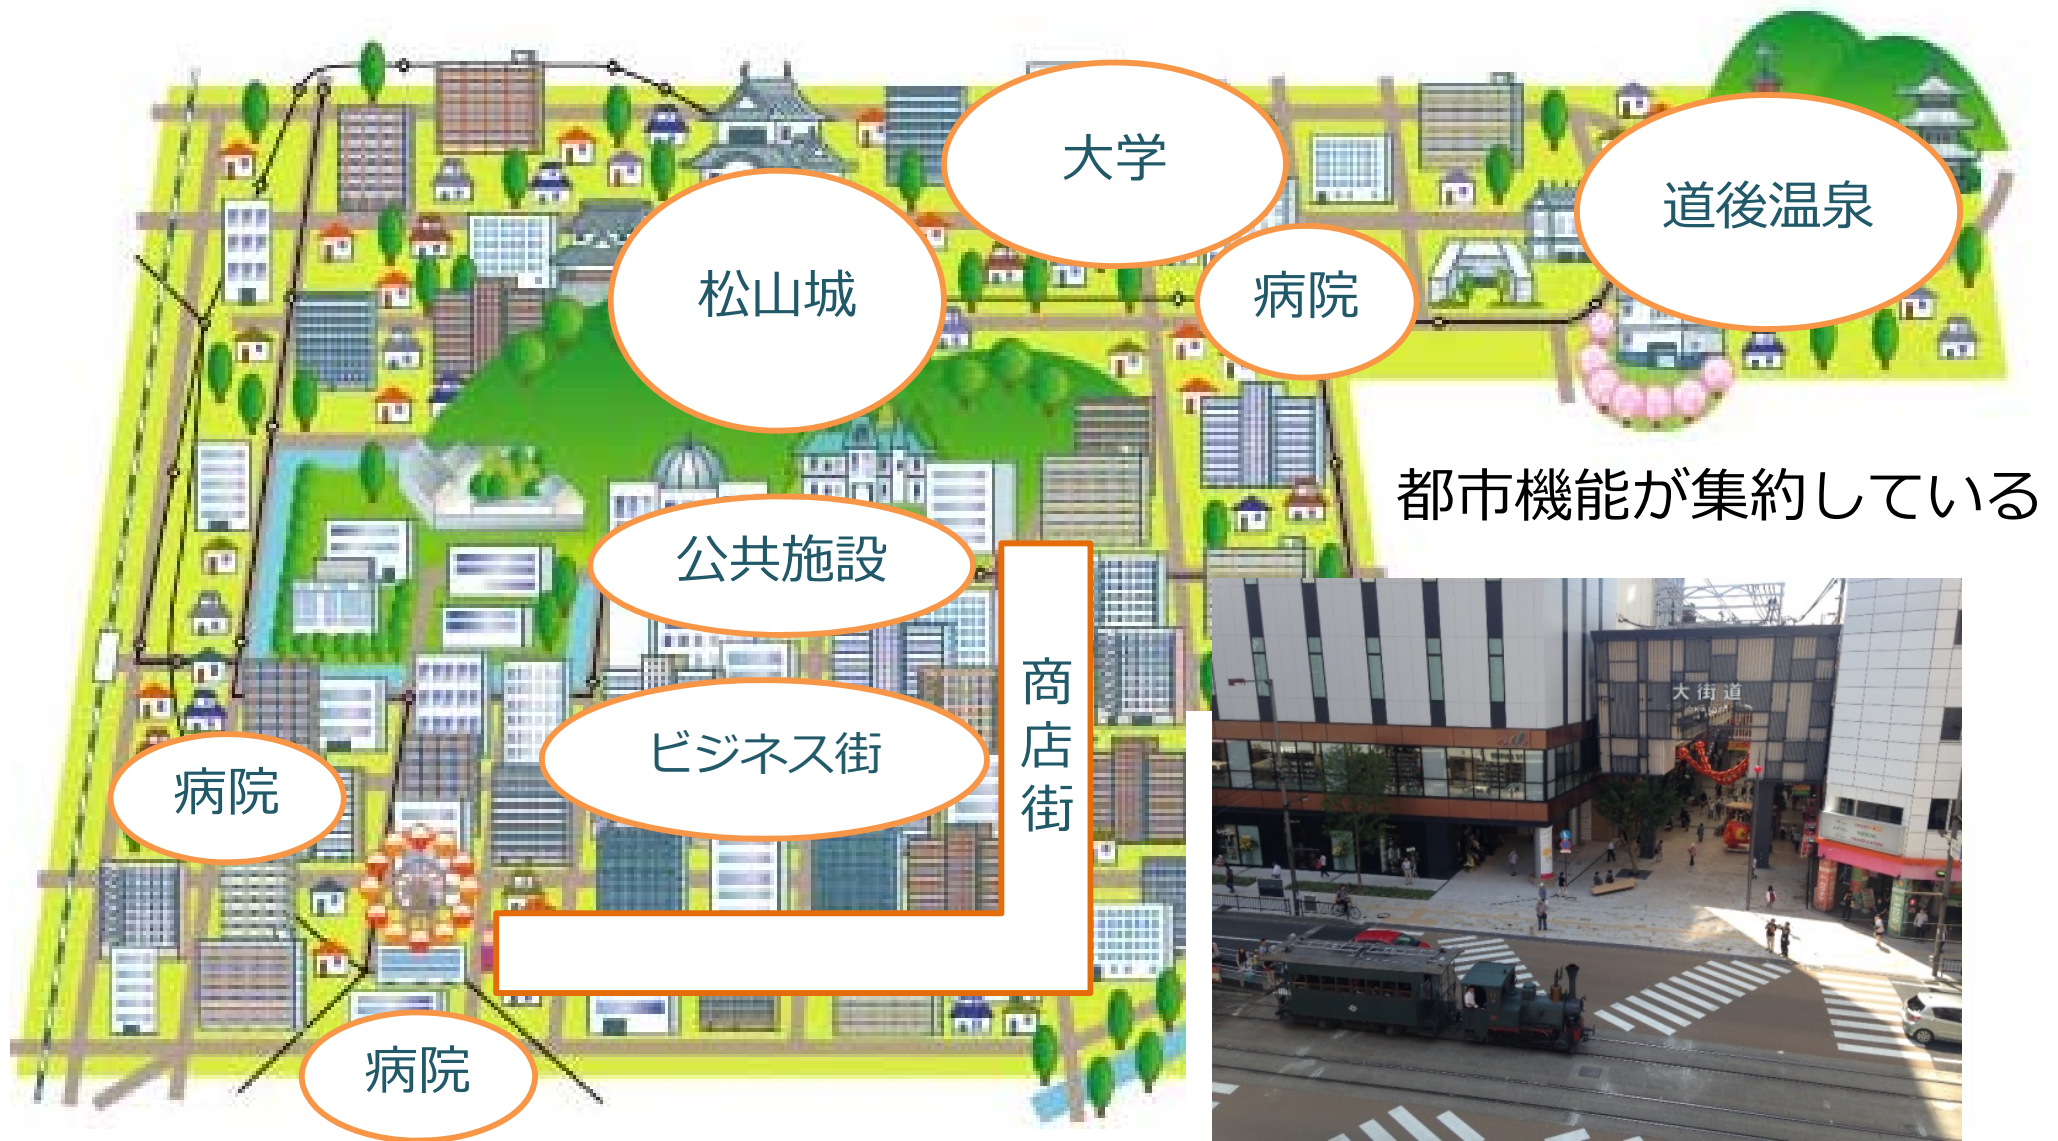 大学
道後温泉
松山城
病院
都市機能が集約している
公共施設
商店街
ビジネス街
大街道
病院
病院